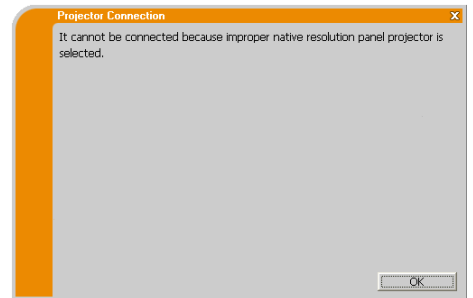 Projector Connection
It cannot be connected because improper native resolution panel projector is
selected.
OK